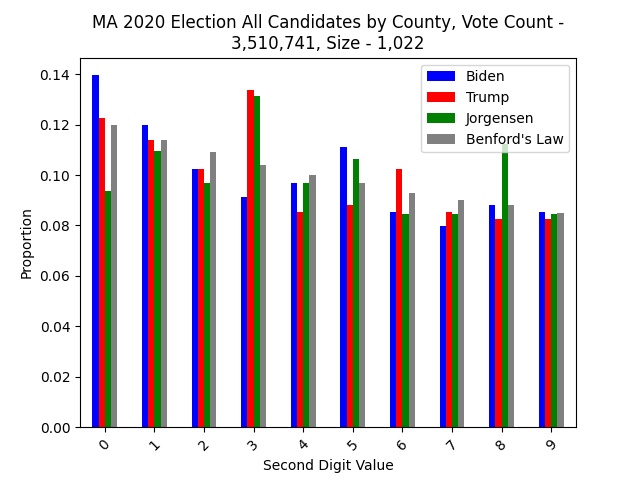 MA 2020 Election All Candidates by County, Vote Count -
3,510,741, Size - 1,022
Biden
Trump
Jorgensen
Benford's Law
0.14
0.12
0.10
0.08
0.06
0.04
0.02
0.00
Proportion
0 1 2 3 4 5 6 7 8 9
Second Digit Value